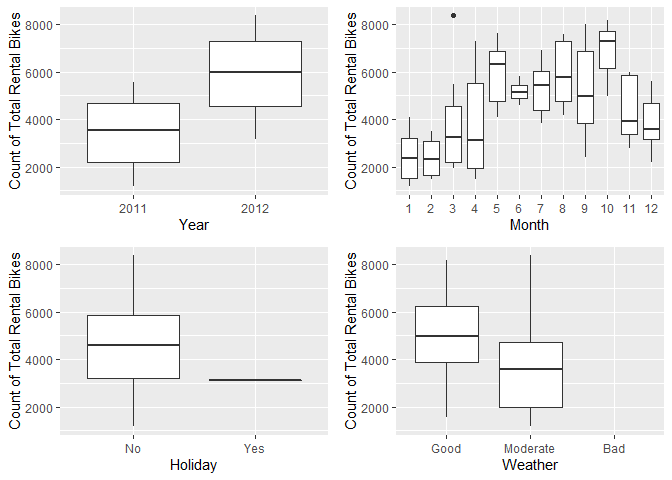 Count of Total Rental Bikes
8000
6000
4000
2000
2011 2012
Year
Count of Total Rental Bikes
8000
6000
4000
2000
1 2 3 4 5 6 7 8 9 10 11 12
Month
Count of Total Rental Bikes
8000
6000
4000
2000
No Yes
Holiday
Count of Total Rental Bikes
8000
6000
4000
2000
Good Moderate Bad
Weather